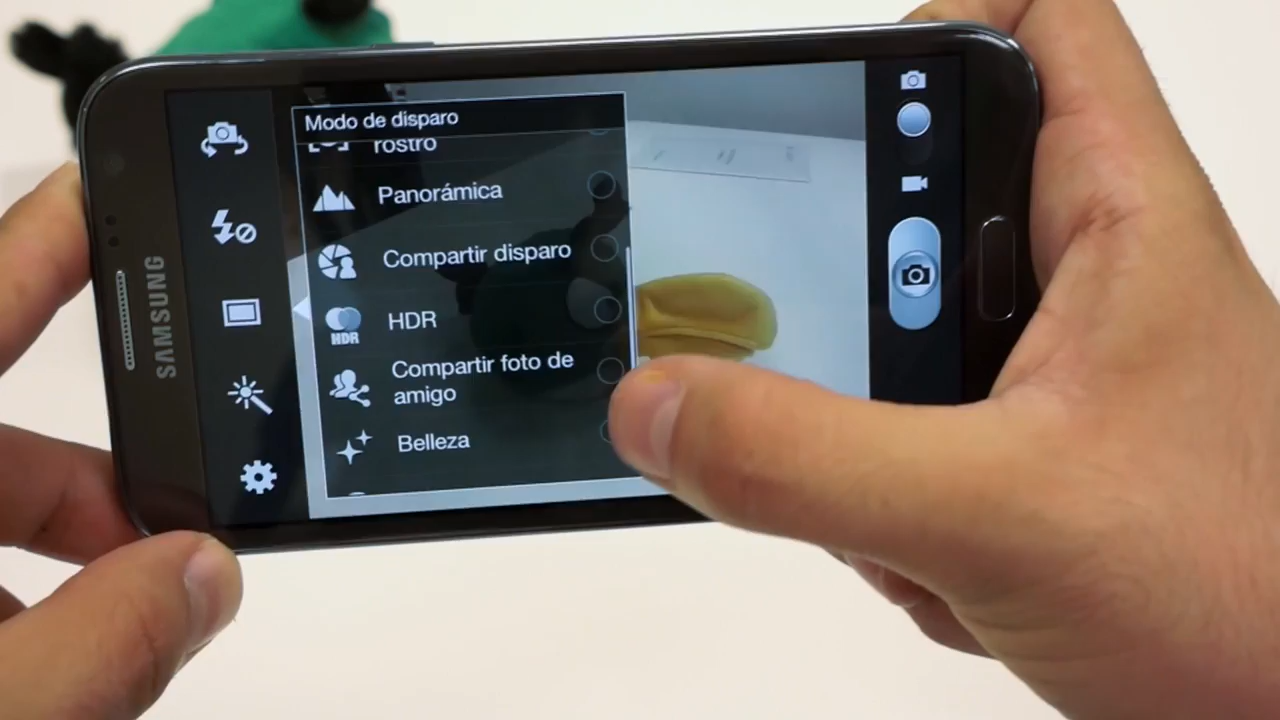 SAMSUNG
Modo de disparo
rostro
Panorámica
Compartir disparo
HDR
HDR
Compartir foto de
amigo
Belleza